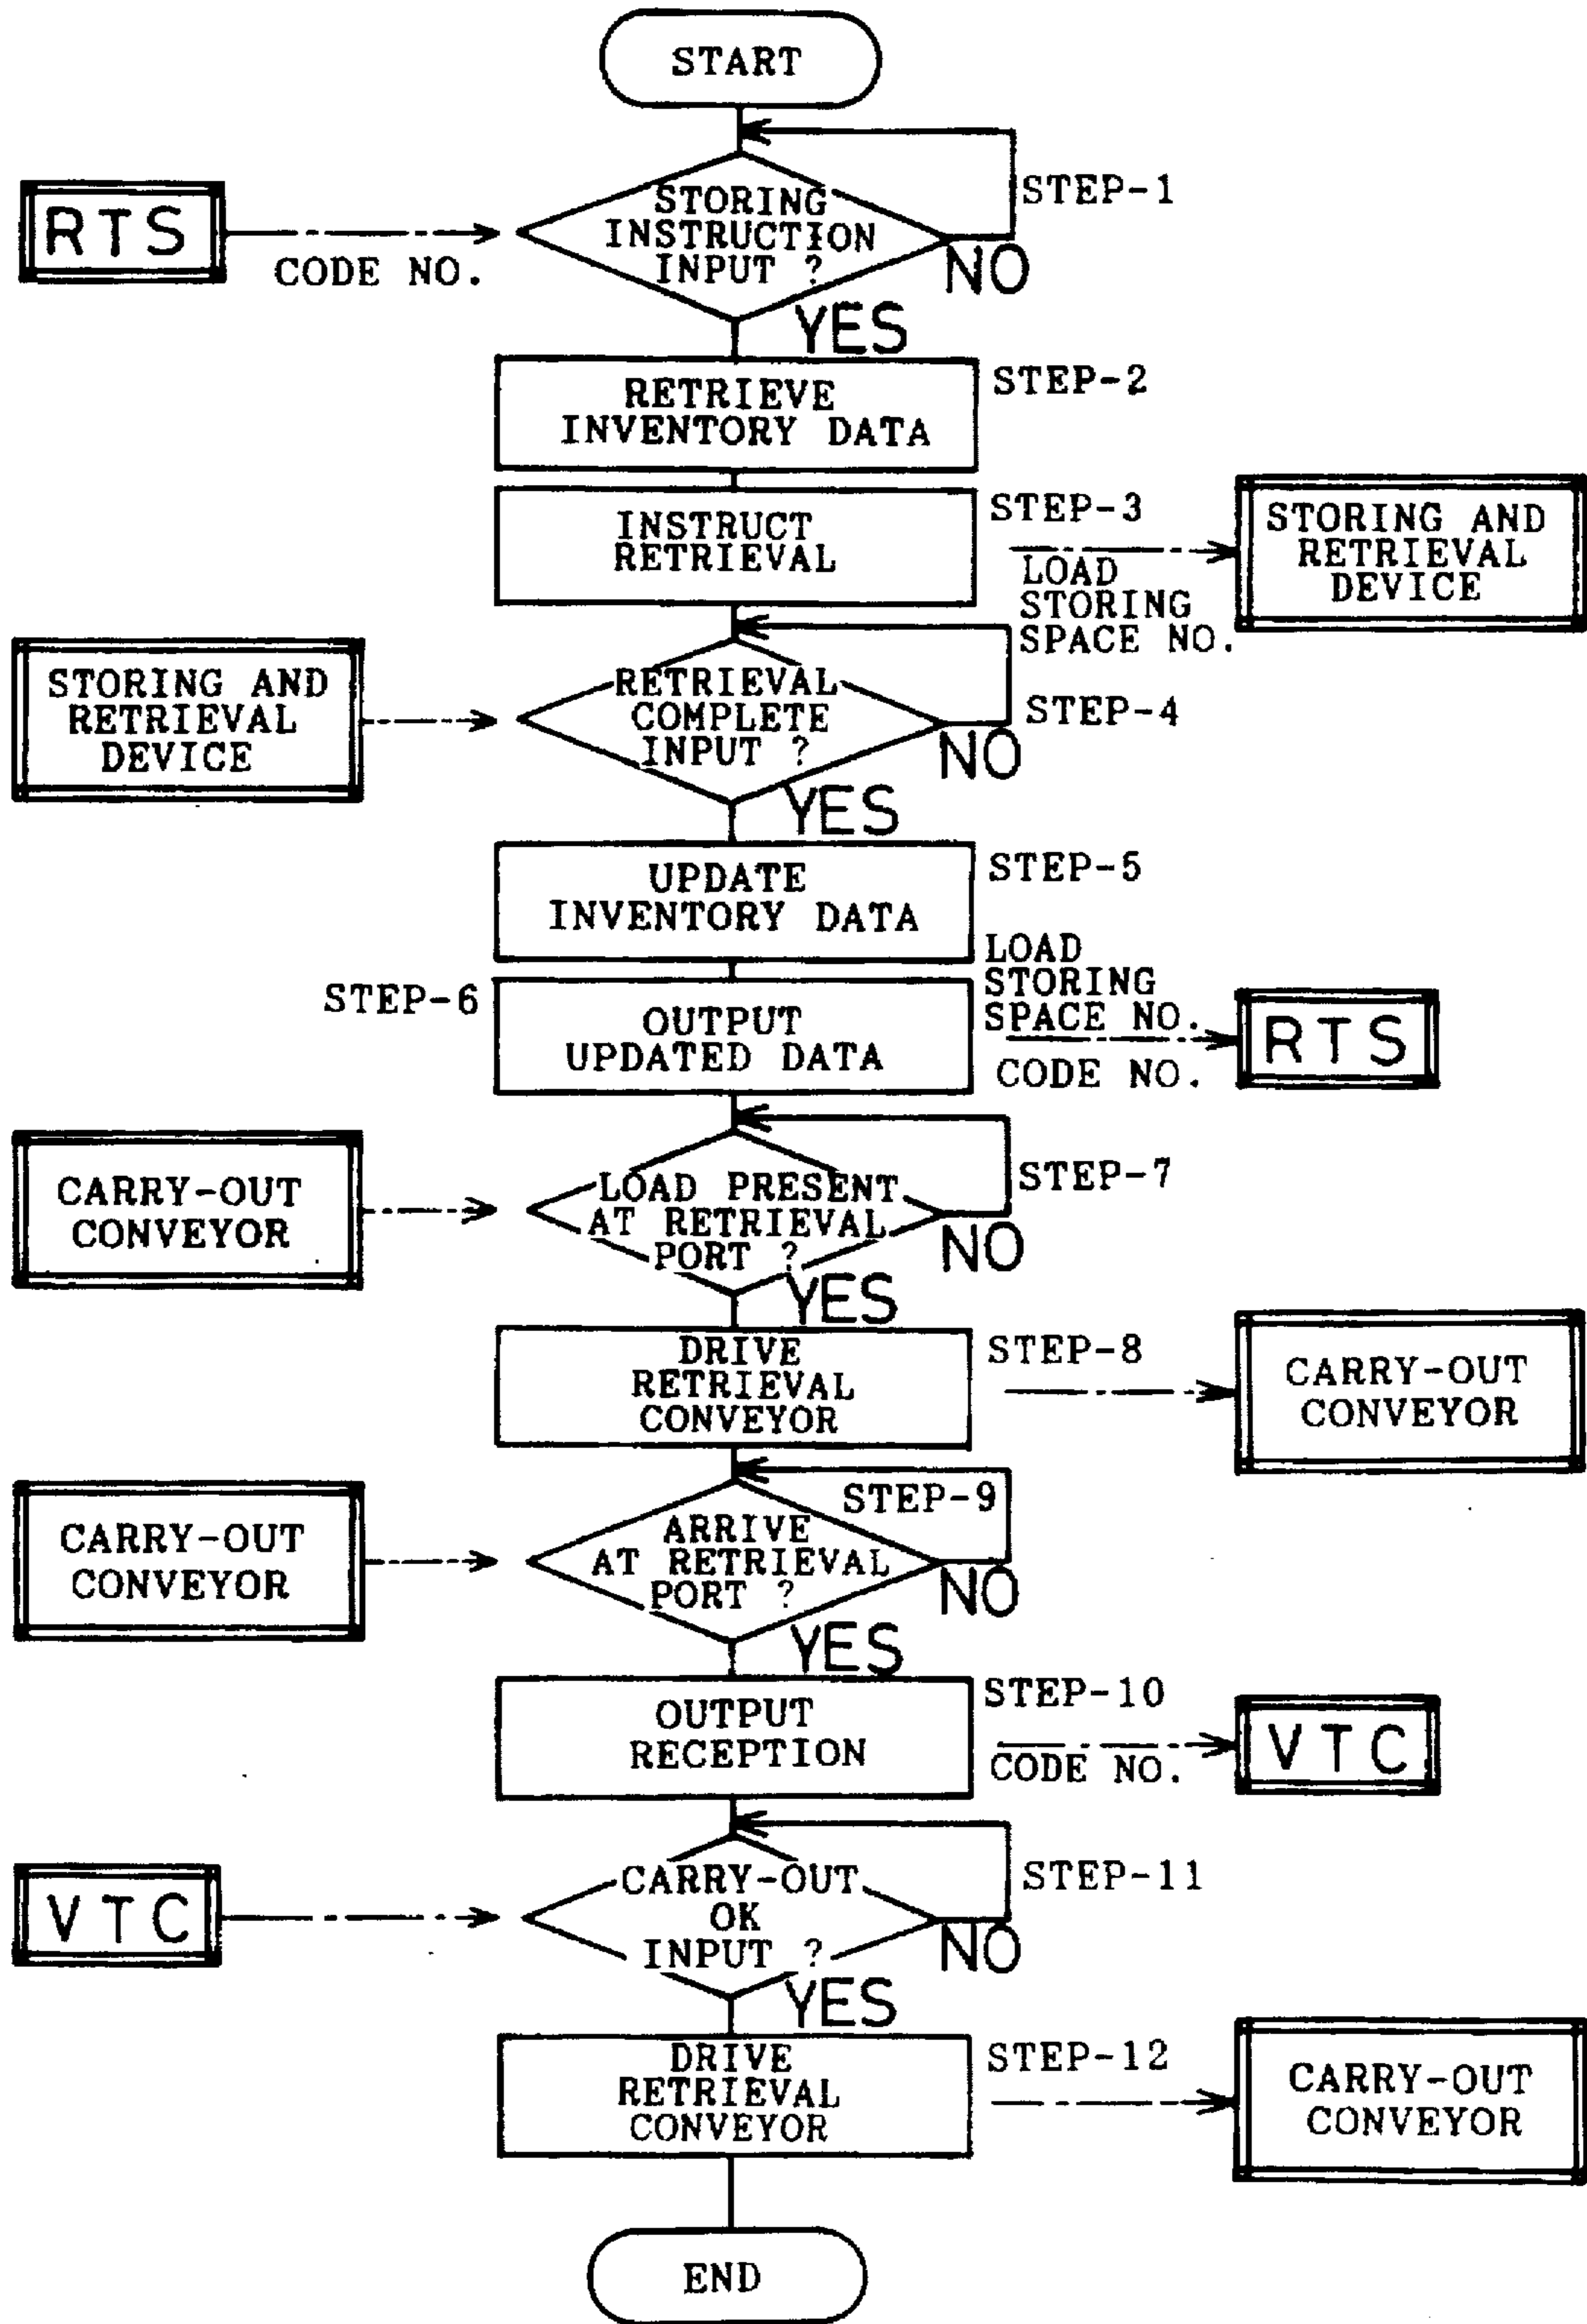 START
STEP-1
RTS
CODE NO.
STORING
INSTRUCTION
INPUT ?
NO
YES
RETRIEVE
INVENTORY DATA
STEP-2
INSTRUCT
RETRIEVAL
STEP-3
LOAD
STORING
SPACE NO.
STORING AND
RETRIEVAL
DEVICE
STORING AND
RETRIEVAL
DEVICE
RETRIEVAL
COMPLETE
INPUT ?
STEP-4
NO
YES
UPDATE
INVENTORY DATA
STEP-5
STEP-6
OUTPUT
UPDATED DATA
LOAD
STORING
SPACE NO.
CODE NO.
RTS
CARRY-OUT
CONVEYOR
LOAD PRESENT
AT RETRIEVAL
PORT ?
STEP-7
NO
YES
DRIVE
RETRIEVAL
CONVEYOR
STEP-8
CARRY-OUT
CONVEYOR
CARRY-OUT
CONVEYOR
STEP-9
ARRIVE
AT RETRIEVAL
PORT ?
NO
YES
OUTPUT
RECEPTION
STEP-10
CODE NO.
VTC
VTC
CARRY-OUT
OK
INPUT ?
STEP-11
NO
YES
DRIVE
RETRIEVAL
CONVEYOR
STEP-12
CARRY-OUT
CONVEYOR
END